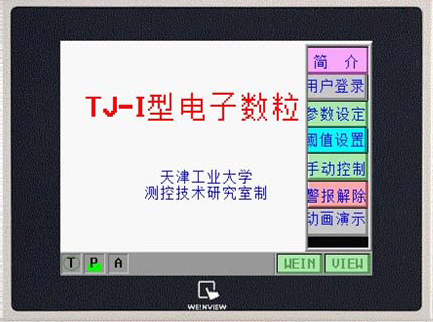 TJ-I型电子数粒
天津工业大学
测控技术研究室制
简 介
用户登录
参数设定
阈值设置
手动控制
警报解除
动画演示
T P A
WEIN VIEW
WEINVIEW